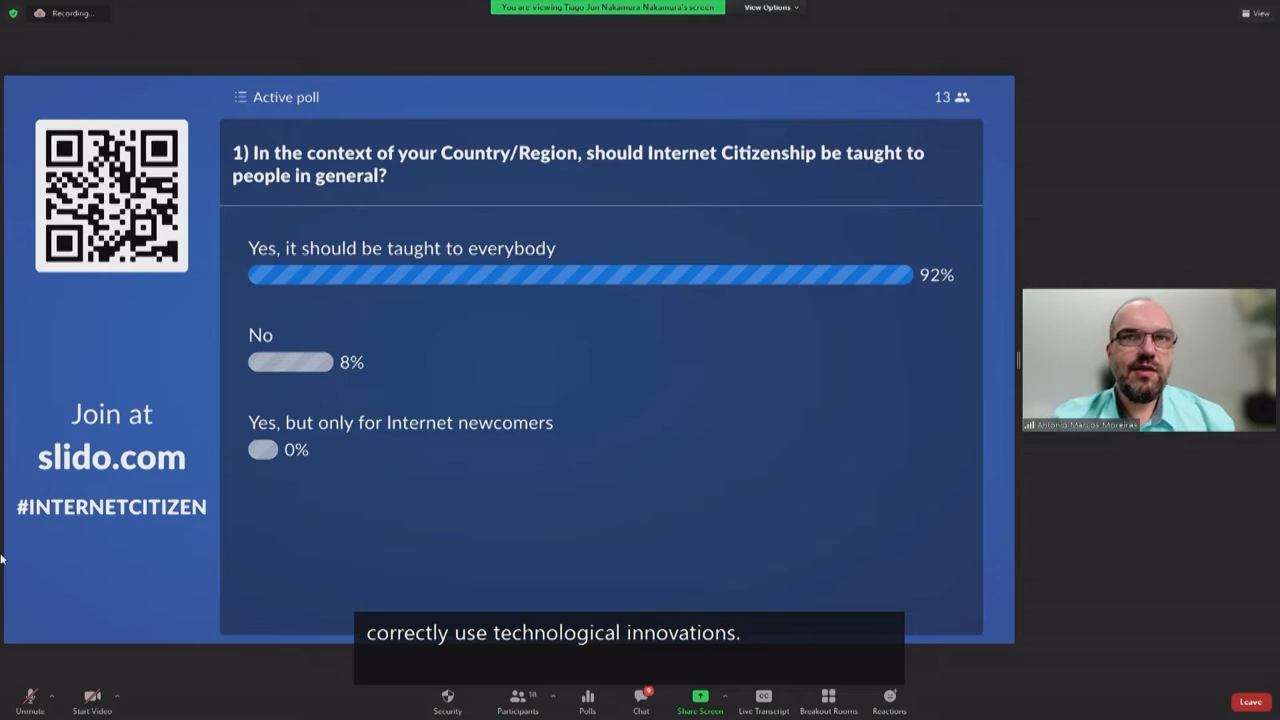 Recording...
You are viewing Tiago Jun Nakamura Nakamura's screen
View Options
View
Active poll
13
1) In the context of your Country/Region, should Internet Citizenship be taught to
people in general?
Yes, it should be taught to everybody
92%
No
8%
Yes, but only for Internet newcomers
0%
Join at
slido.com
#INTERNETCITIZEN
Antonio Marcos Moreiras
correctly use technological innovations.
Unmute
Start Video
Security
Participants
18
Polls
Chat
6
Share Screen
CC
Live Transcript
Breakout Rooms
Reactions
Leave